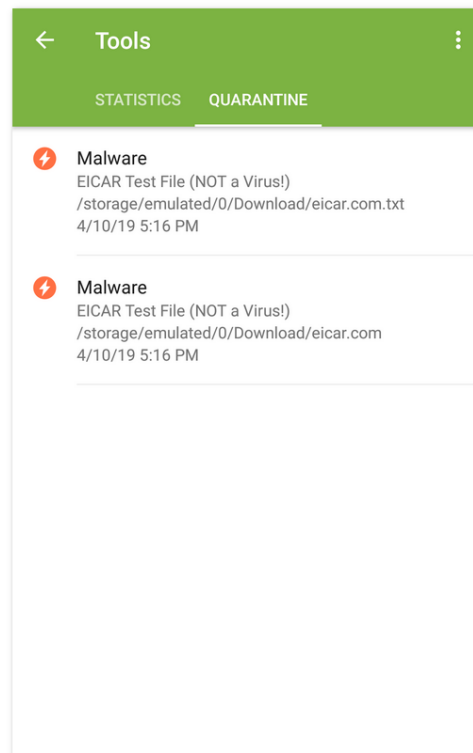 Tools
STATISTICS QUARANTINE
Malware
EICAR Test File (NOT a Virus!)
/storage/emulated/0/Download/eicar.com.txt
4/10/19 5:16 PM
Malware
EICAR Test File (NOT a Virus!)
/storage/emulated/0/Download/eicar.com
4/10/19 5:16 PM